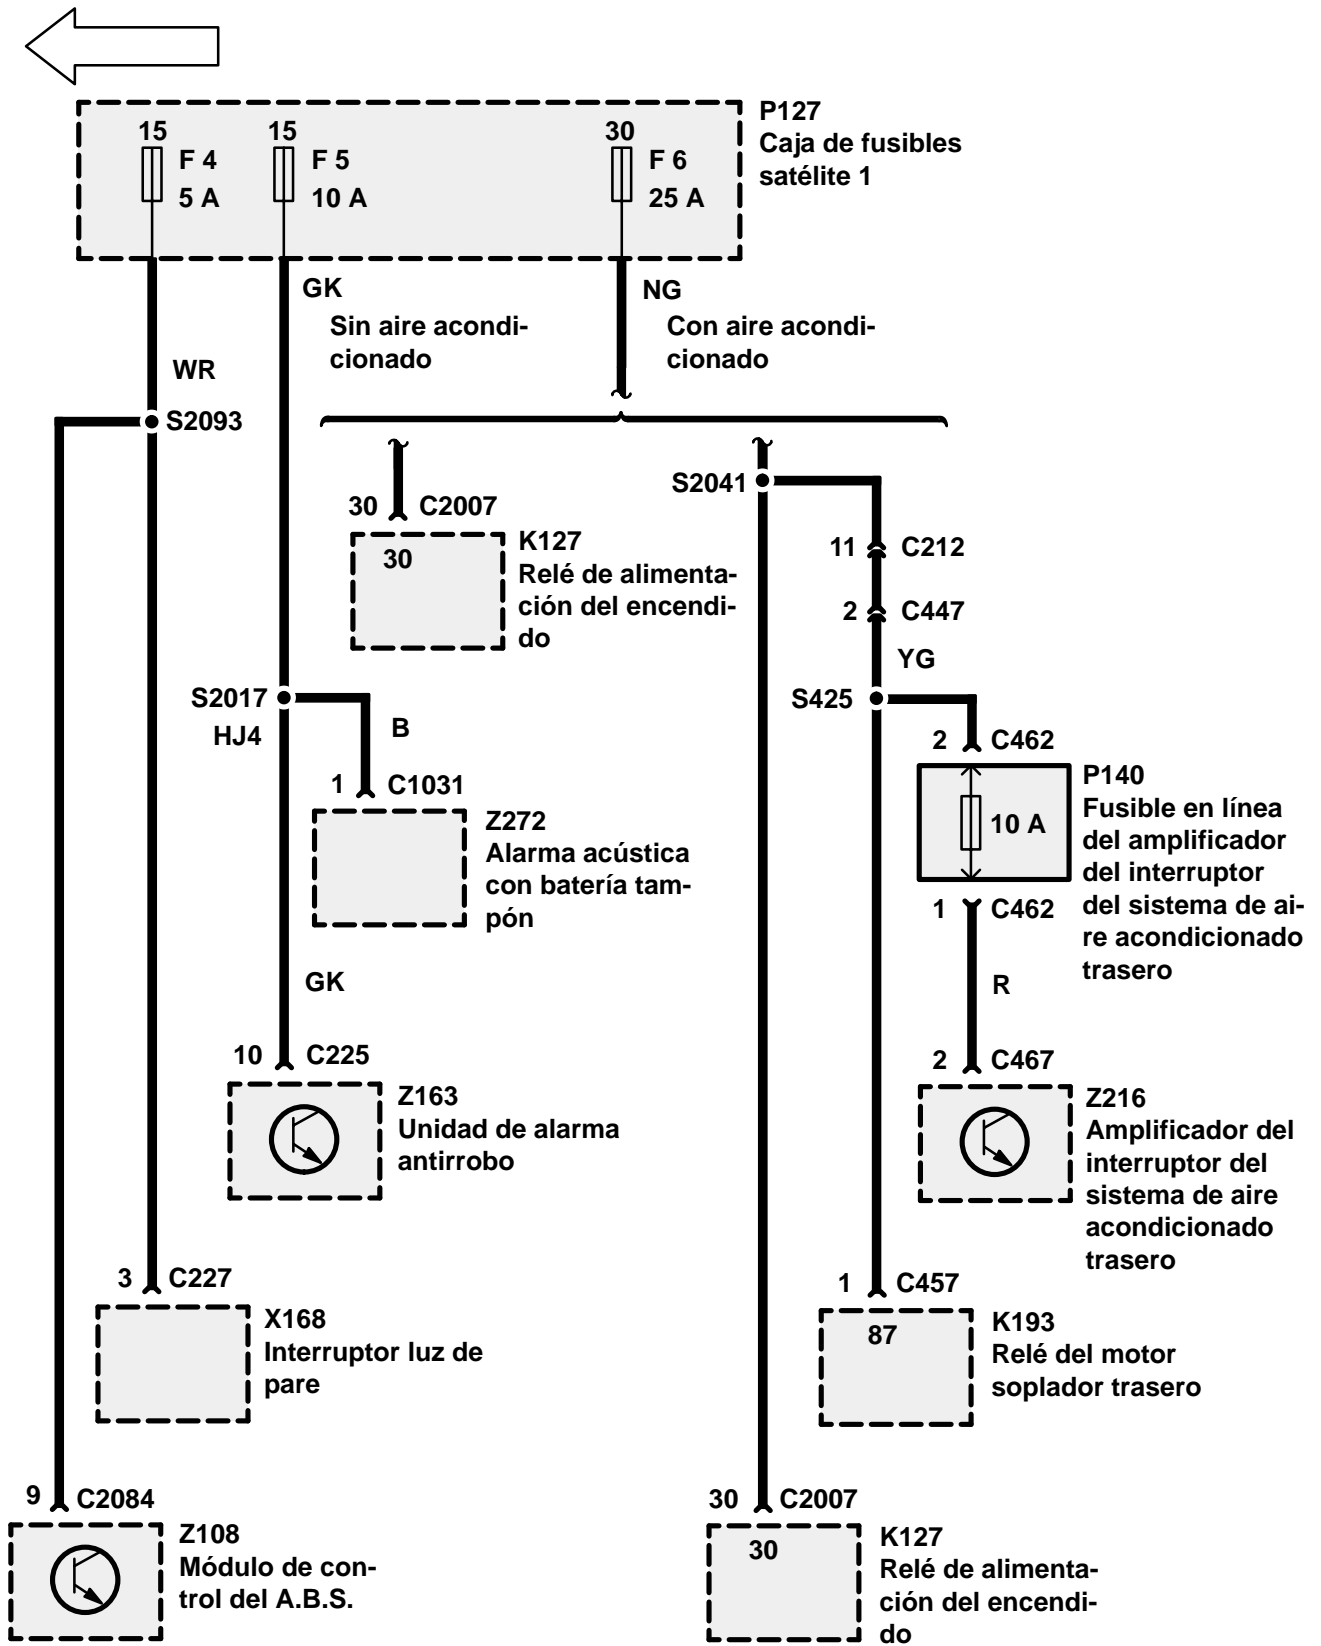 P127
Caja de fusibles
satélite 1
15
F 4
5 A
15
F 5
10 A
30
F 6
25 A
GK
Sin aire acondi-
cionado
NG
Con aire acondi-
cionado
WR
S2093
30
C2007
30
K127
Relé de alimenta-
ción del encendi-
do
S2041
11
C212
2
C447
YG
S2017
HJ4
B
S425
1
C1031
Z272
Alarma acústica
con batería tam-
pón
2
C462
10 A
P140
Fusible en línea
del amplificador
del interruptor
del sistema de ai-
re acondicionado
trasero
1
C462
GK
R
10
C225
Z163
Unidad de alarma
antirrobo
2
C467
Z216
Amplificador del
interruptor del
sistema de aire
acondicionado
trasero
3
C227
X168
Interruptor luz de
pare
1
C457
87
K193
Relé del motor
soplador trasero
9
C2084
Z108
Módulo de con-
trol del A.B.S.
30
C2007
30
K127
Relé de alimenta-
ción del encendi-
do